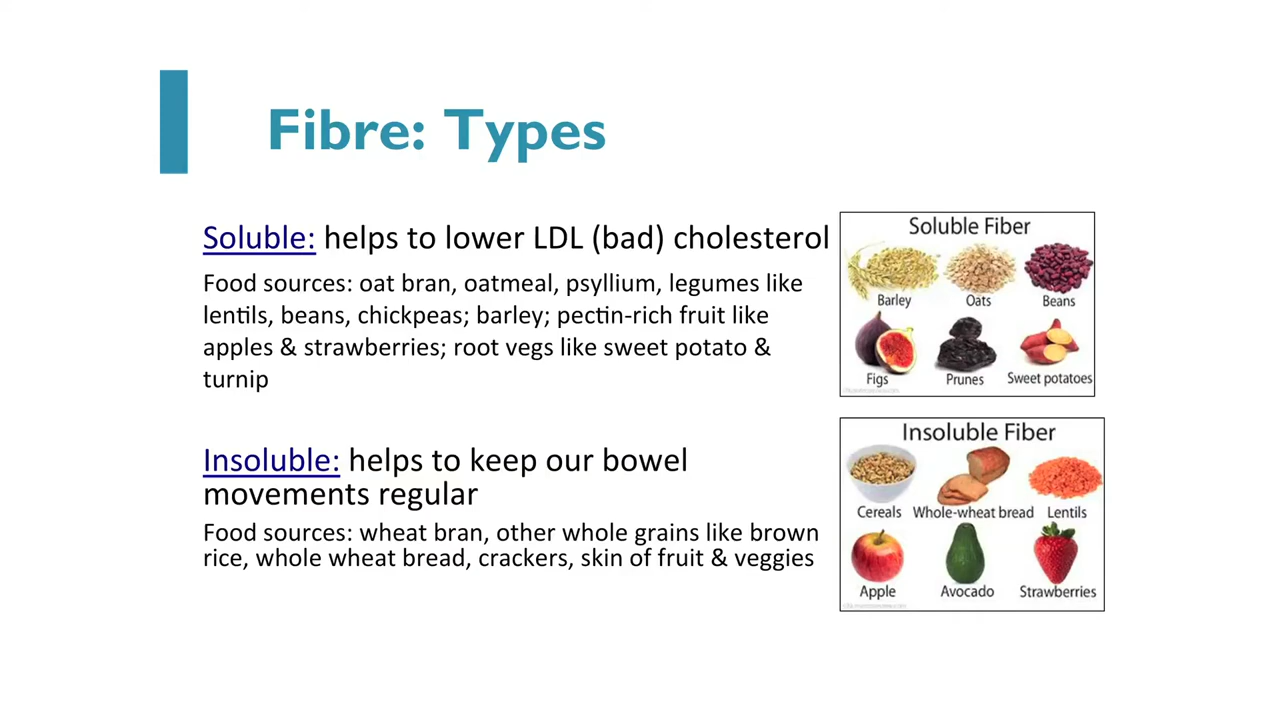 Fibre: Types
Soluble: helps to lower LDL (bad) cholesterol
Food sources: oat bran, oatmeal, psyllium, legumes like
lentils, beans, chickpeas; barley; pectin-rich fruit like
apples & strawberries; root vegs like sweet potato &
turnip
Insoluble: helps to keep our bowel
movements regular
Food sources: wheat bran, other whole grains like brown
rice, whole wheat bread, crackers, skin of fruit & veggies
Soluble Fiber
Barley Oats Beans
Figs Prunes Sweet potatoes
Insoluble Fiber
Cereals Whole-wheat bread Lentils
Apple Avocado Strawberries